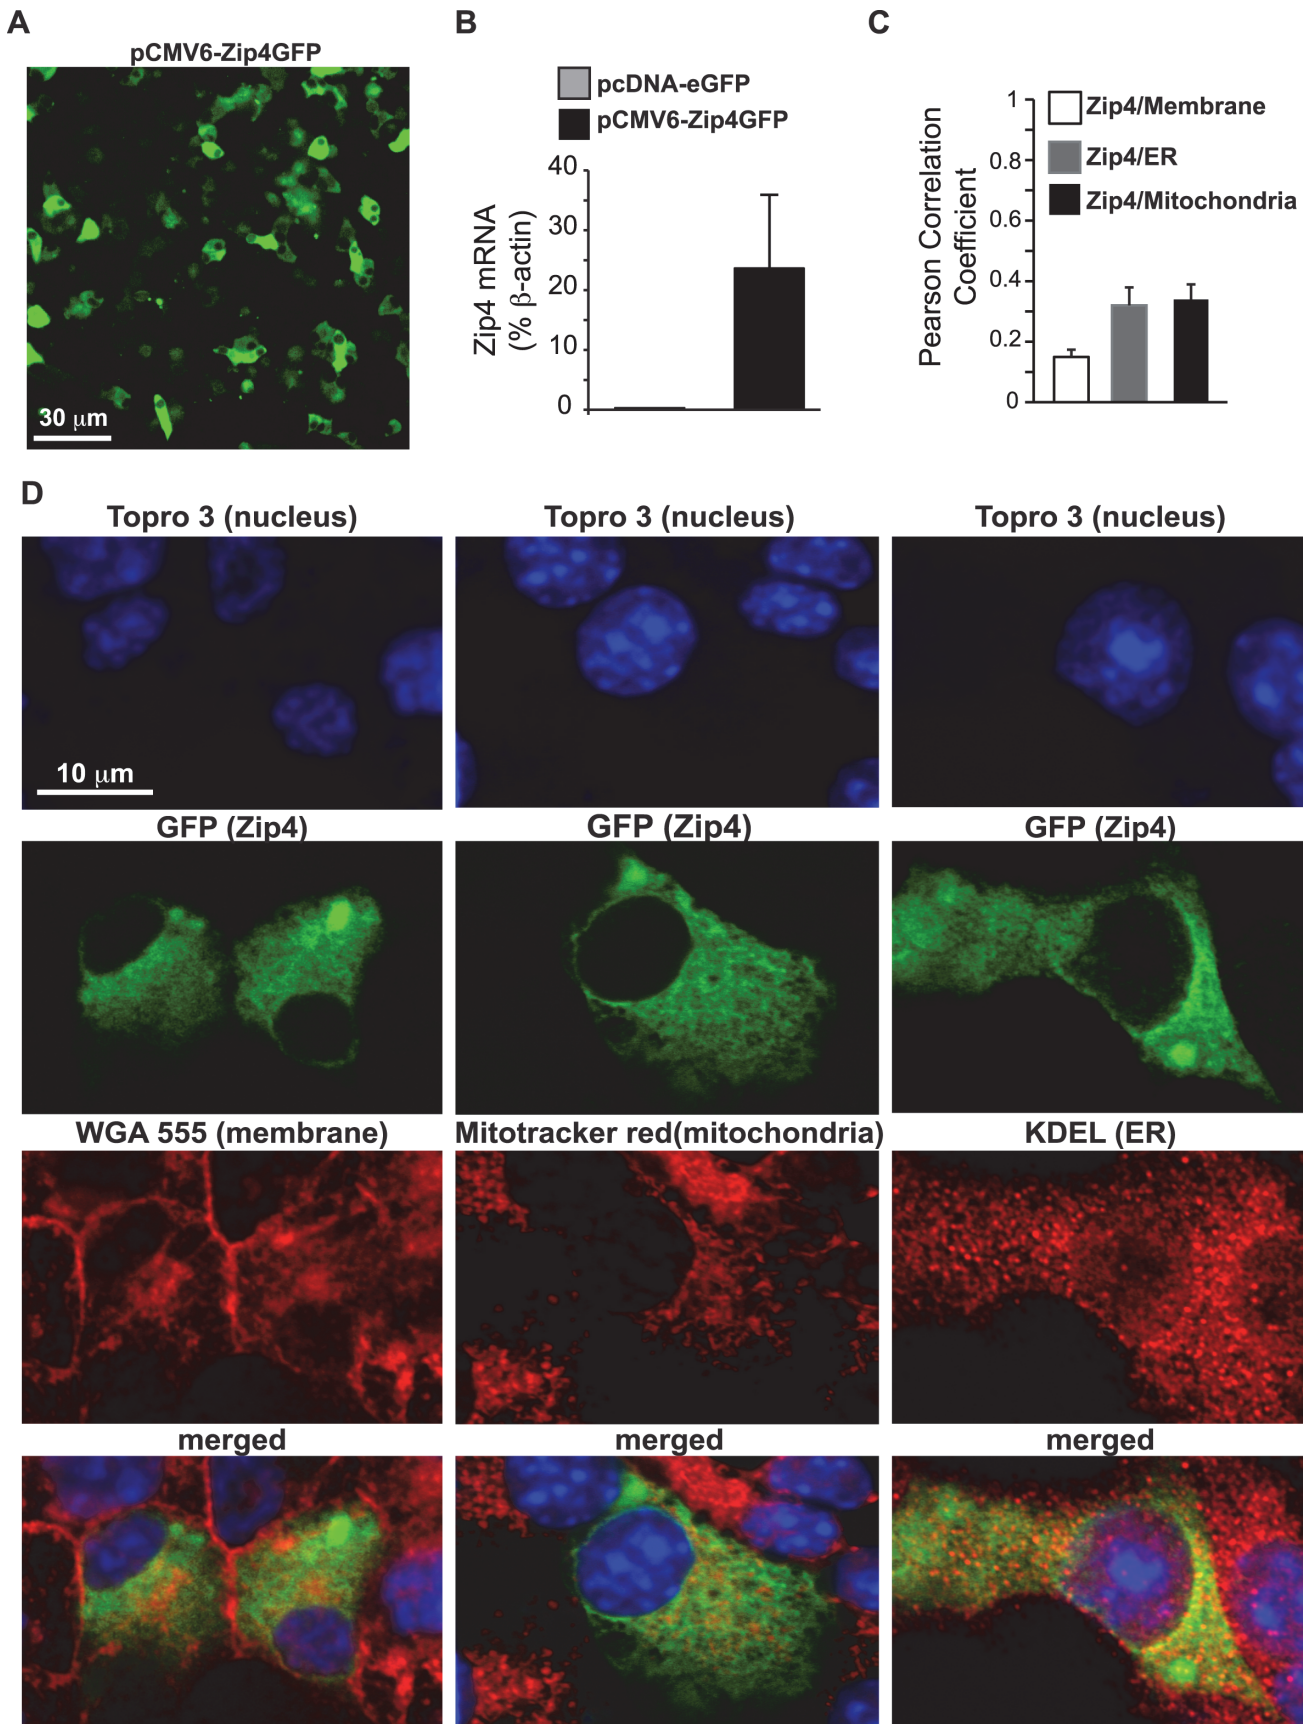 A
pCMV6-Zip4GFP
30 μm
B
pcDNA-eGFP
pCMV6-Zip4GFP
Zip4 mRNA
(% β-actin)
40
30
20
10
0
C
Zip4/Membrane
Zip4/ER
Zip4/Mitochondria
Pearson Correlation
Coefficient
1
0.8
0.6
0.4
0.2
0
D
Topro 3 (nucleus)
Topro 3 (nucleus)
Topro 3 (nucleus)
10 μm
GFP (Zip4)
GFP (Zip4)
GFP (Zip4)
WGA 555 (membrane)
Mitotracker red(mitochondria)
KDEL (ER)
merged
merged
merged